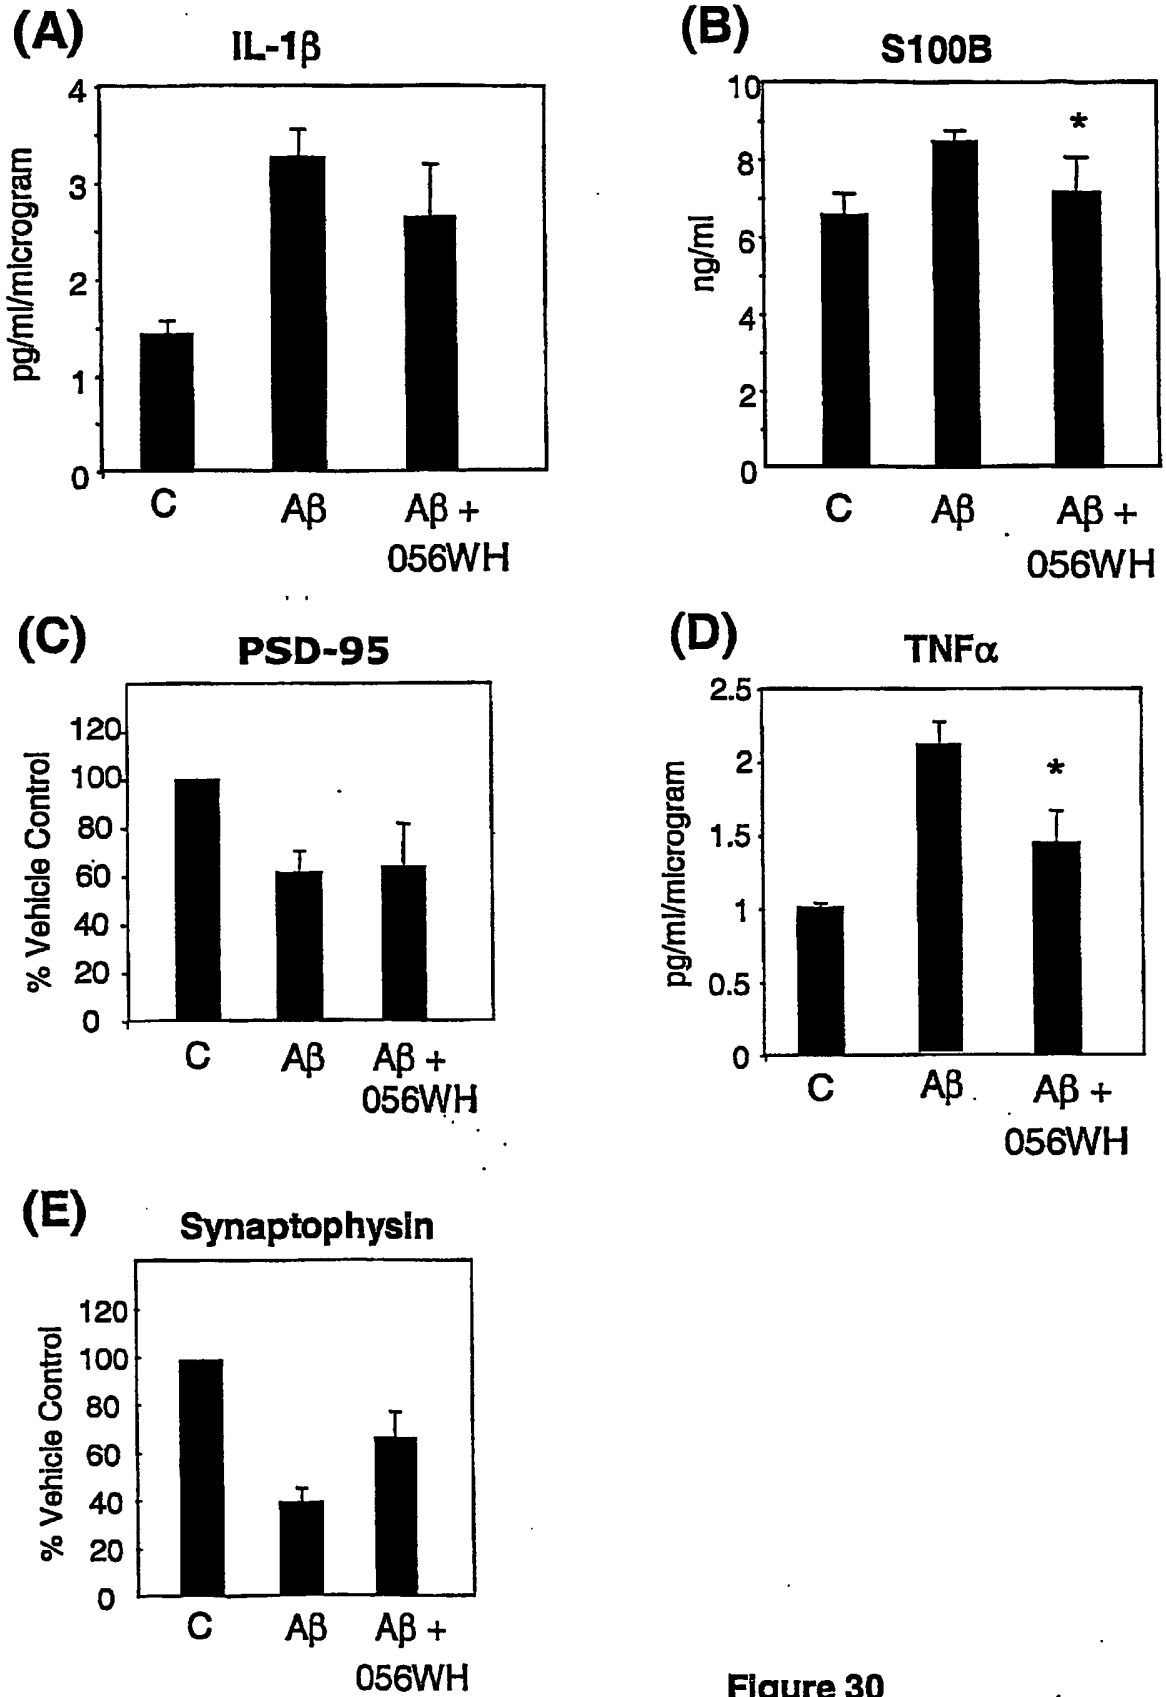 (A)
IL-1β
pg/ml/microgram
4
3
2
1
0
C
Aβ
Aβ +
056WH
(B)
S100B
ng/ml
10
8
6
4
2
0
C
Aβ
Aβ +
056WH
*
(C)
PSD-95
% Vehicle Control
120
100
80
60
40
20
0
C
Aβ
Aβ +
056WH
(D)
TNFα
pg/ml/microgram
2.5
2
1.5
1
0.5
0
C
Aβ
Aβ +
056WH
*
(E)
Synaptophysin
% Vehicle Control
120
100
80
60
40
20
0
C
Aβ
Aβ +
056WH
Figure 30